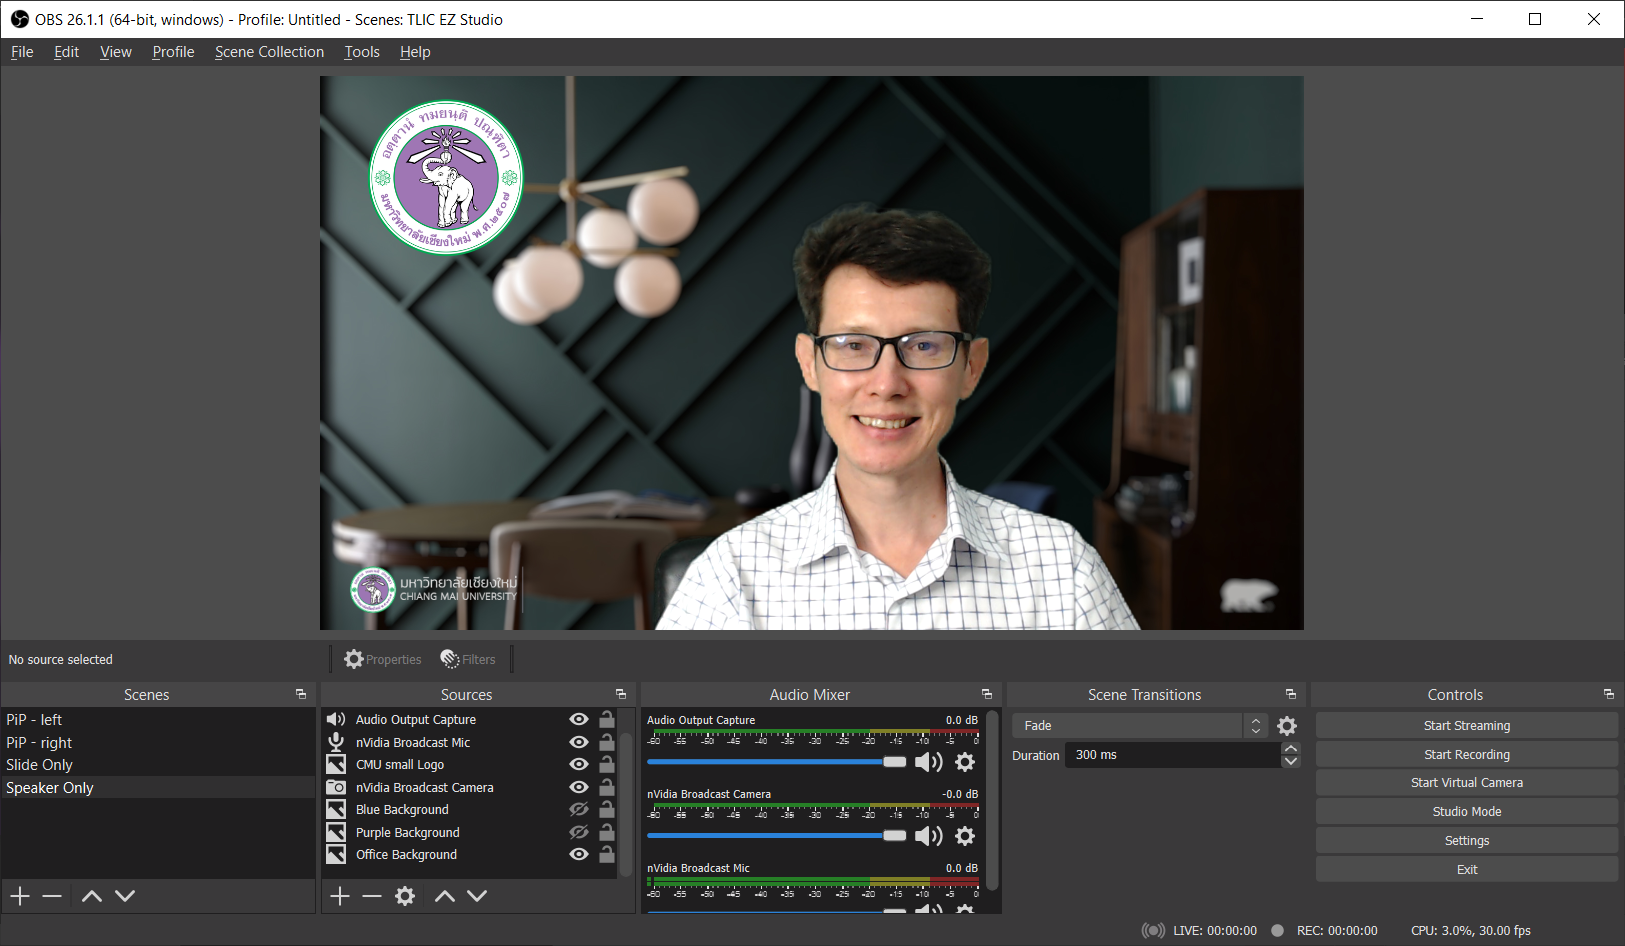 OBS 26.1.1 (64-bit, windows) - Profile: Untitled - Scenes: TLIC EZ Studio
File Edit View Profile Scene Collection Tools Help
อตฺตานํ ทมยนฺติ ปณฺฑิตา
มหาวิทยาลัยเชียงใหม่ พ.ศ.๒๕๐๗
มหาวิทยาลัยเชียงใหม่
CHIANG MAI UNIVERSITY
No source selected
Properties Filters
Scenes
PiP - left
PiP - right
Slide Only
Speaker Only
Sources
Audio Output Capture
nVidia Broadcast Mic
CMU small Logo
nVidia Broadcast Camera
Blue Background
Purple Background
Office Background
Audio Mixer
Audio Output Capture 0.0 dB
-60 -55 -50 -45 -40 -35 -30 -25 -20 -15 -10 -5 0
nVidia Broadcast Camera -0.0 dB
-60 -55 -50 -45 -40 -35 -30 -25 -20 -15 -10 -5 0
nVidia Broadcast Mic 0.0 dB
-60 -55 -50 -45 -40 -35 -30 -25 -20 -15 -10 -5 0
Scene Transitions
Fade
Duration 300 ms
Controls
Start Streaming
Start Recording
Start Virtual Camera
Studio Mode
Settings
Exit
LIVE: 00:00:00 REC: 00:00:00 CPU: 3.0%, 30.00 fps